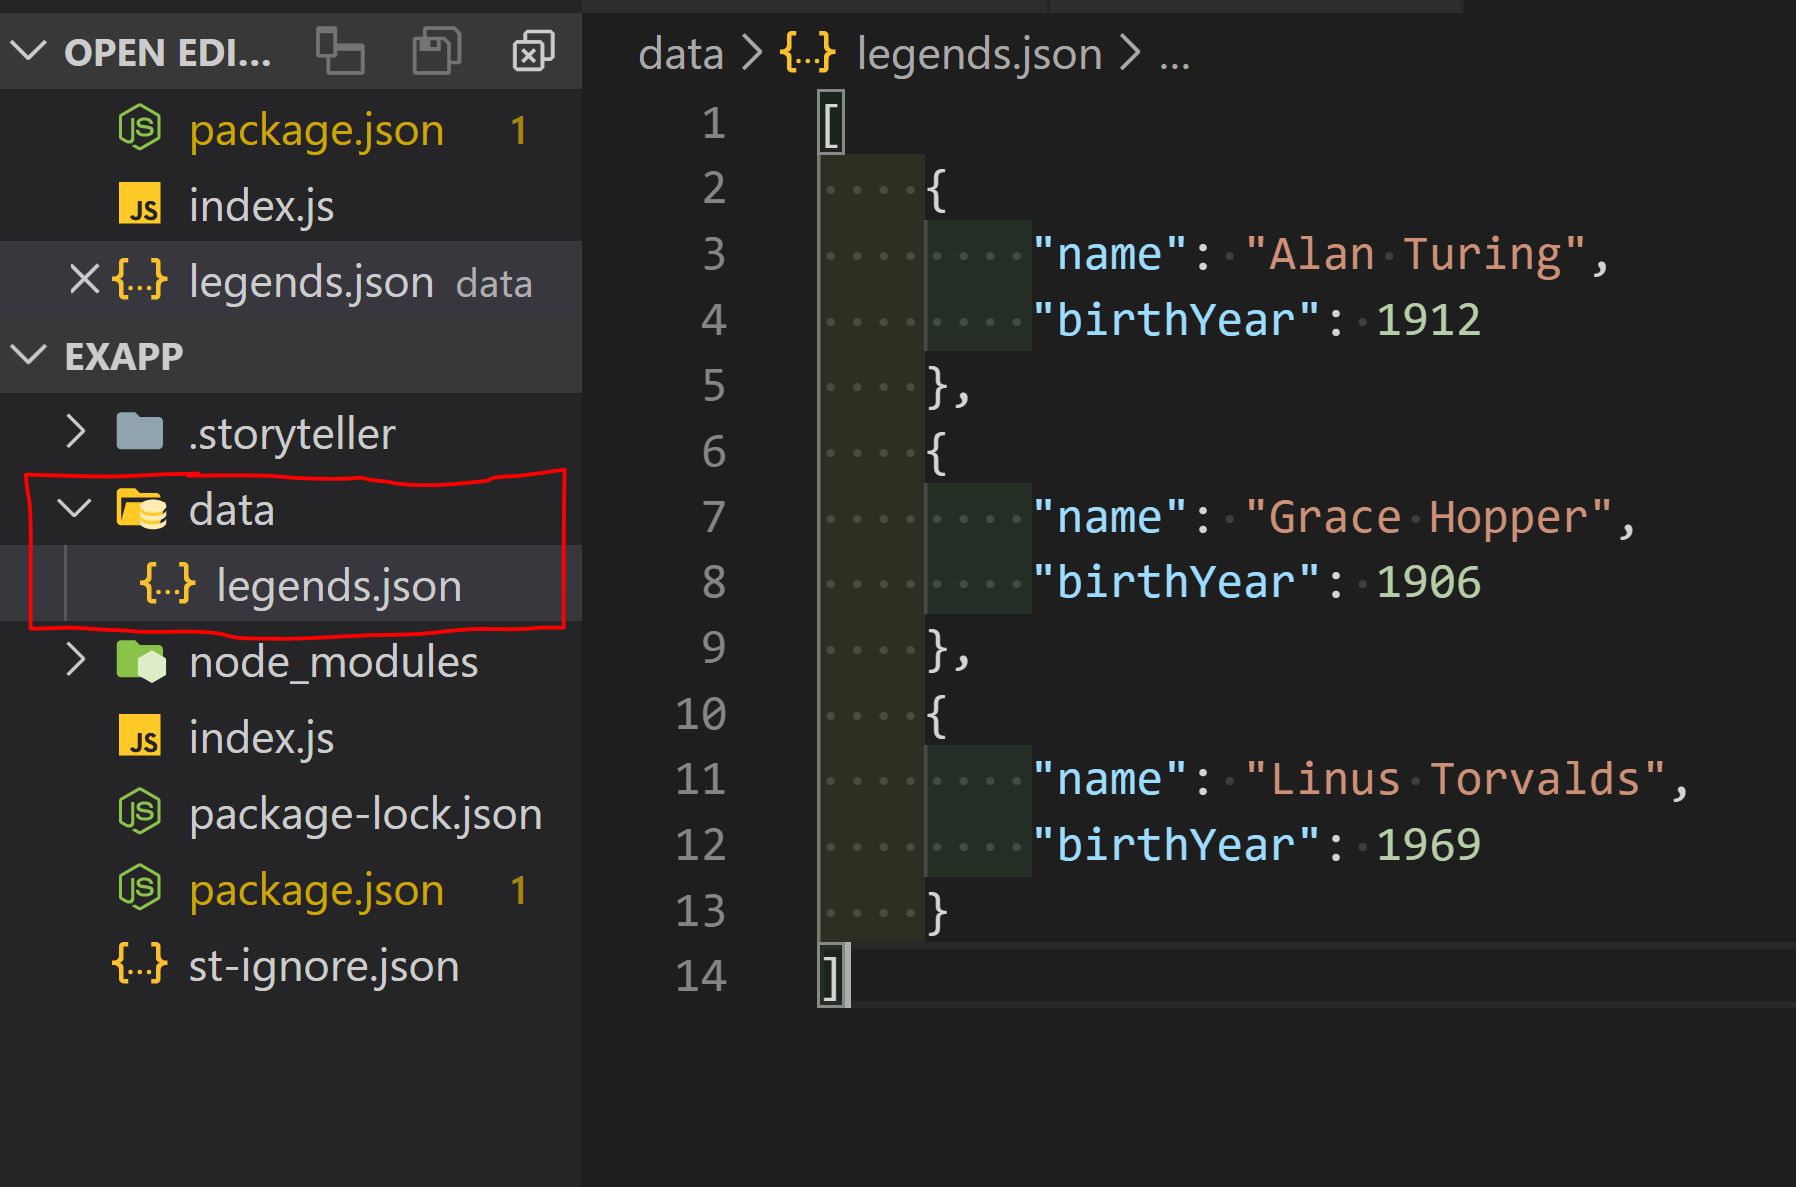 OPEN EDI...
package.json 1
index.js
legends.json data
EXAPP
.storyteller
data
legends.json
node_modules
index.js
package-lock.json
package.json 1
st-ignore.json
data > {...} legends.json > ...
1 [
2 {
3 "name": "Alan Turing",
4 "birthYear": 1912
5 },
6 {
7 "name": "Grace Hopper",
8 "birthYear": 1906
9 },
10 {
11 "name": "Linus Torvalds",
12 "birthYear": 1969
13 }
14 ]